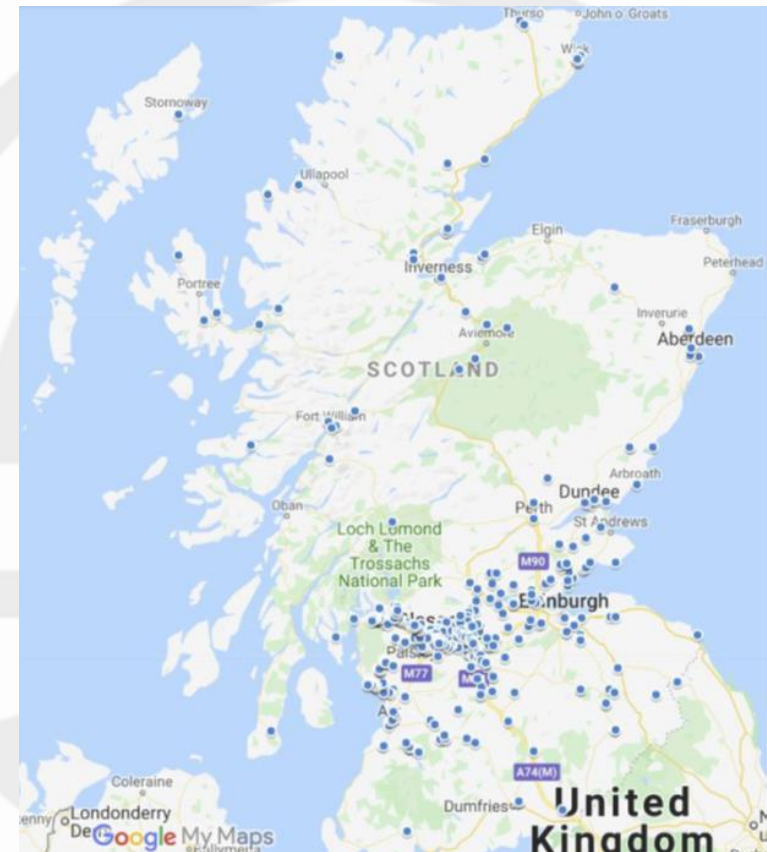 Thurso
John o' Groats
Wick
Stornoway
Ullapool
Elgin
Fraserburgh
Peterhead
Inverness
Portree
Inverurie
Aberdeen
Aviemore
SCOTLAND
Fort William
Arbroath
Dundee
Oban
Perth
St Andrews
Loch Lomond
& The
Trossachs
National Park
M90
Edinburgh
M77
A74(M)
Coleraine
Dumfries
United
Kingdom
Londonderry
Google My Maps
Ballymena